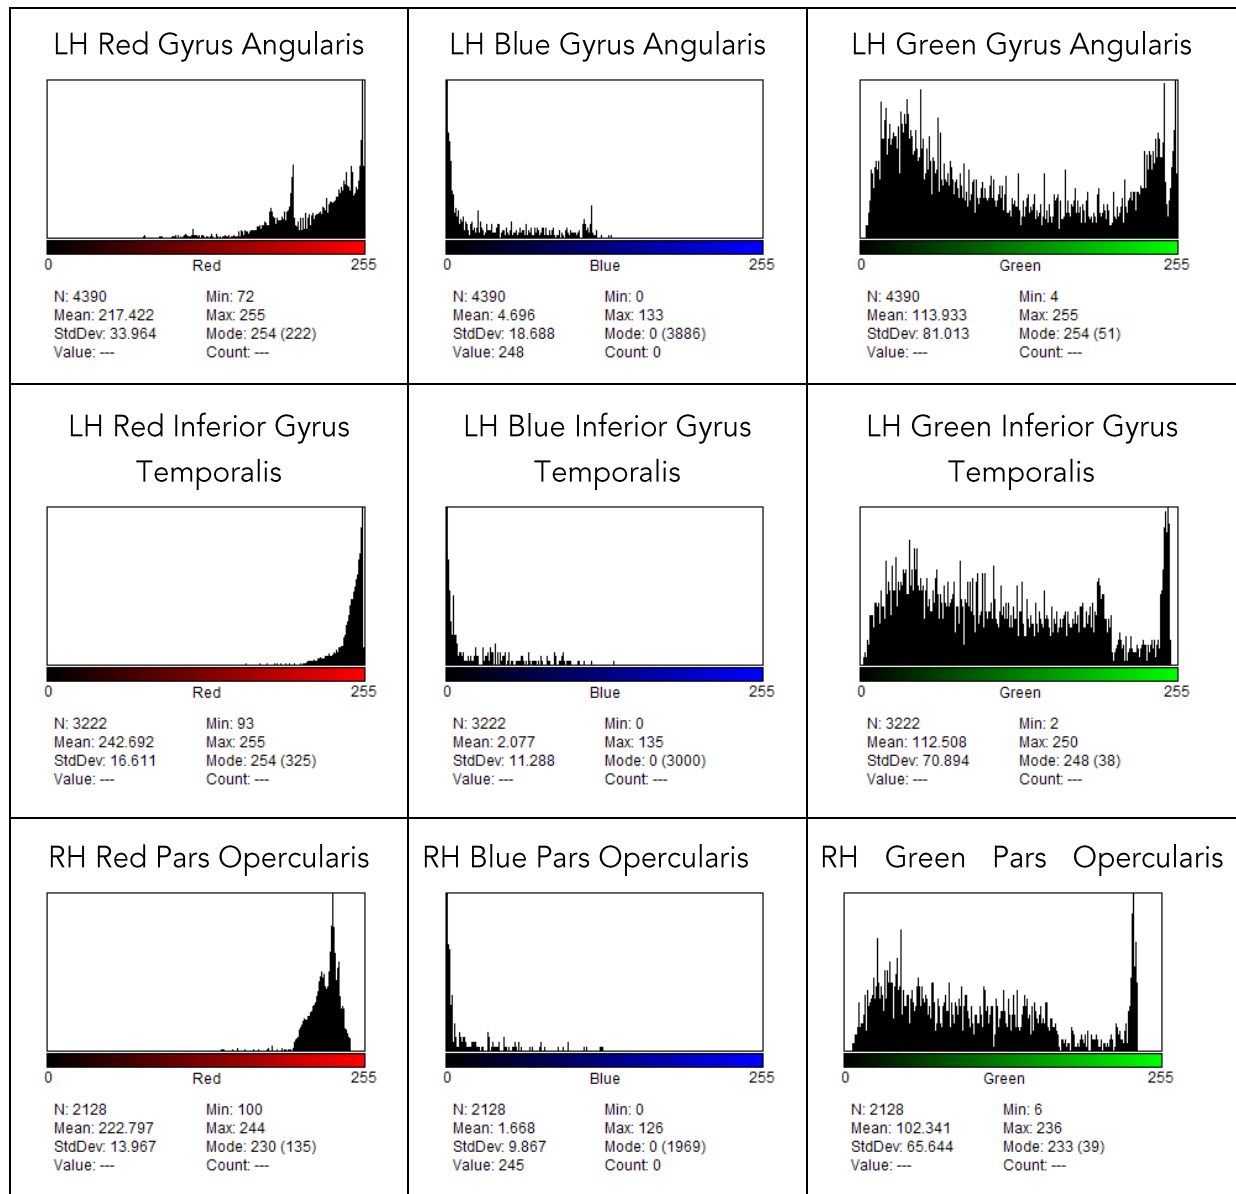 LH Red Gyrus Angularis
0 Red 255
N: 4390 Min: 72
Mean: 217.422 Max: 255
StdDev: 33.964 Mode: 254 (222)
Value: --- Count: ---
LH Blue Gyrus Angularis
0 Blue 255
N: 4390 Min: 0
Mean: 4.696 Max: 133
StdDev: 18.688 Mode: 0 (3886)
Value: 248 Count: 0
LH Green Gyrus Angularis
0 Green 255
N: 4390 Min: 4
Mean: 113.933 Max: 255
StdDev: 81.013 Mode: 254 (51)
Value: --- Count: ---
LH Red Inferior Gyrus
Temporalis
0 Red 255
N: 3222 Min: 93
Mean: 242.692 Max: 255
StdDev: 16.611 Mode: 254 (325)
Value: --- Count: ---
LH Blue Inferior Gyrus
Temporalis
0 Blue 255
N: 3222 Min: 0
Mean: 2.077 Max: 135
StdDev: 11.288 Mode: 0 (3000)
Value: --- Count: ---
LH Green Inferior Gyrus
Temporalis
0 Green 255
N: 3222 Min: 2
Mean: 112.508 Max: 250
StdDev: 70.894 Mode: 248 (38)
Value: --- Count: ---
RH Red Pars Opercularis
0 Red 255
N: 2128 Min: 100
Mean: 222.797 Max: 244
StdDev: 13.967 Mode: 230 (135)
Value: --- Count: ---
RH Blue Pars Opercularis
0 Blue 255
N: 2128 Min: 0
Mean: 1.668 Max: 126
StdDev: 9.867 Mode: 0 (1969)
Value: 245 Count: 0
RH Green Pars Opercularis
0 Green 255
N: 2128 Min: 6
Mean: 102.341 Max: 236
StdDev: 65.644 Mode: 233 (39)
Value: --- Count: ---